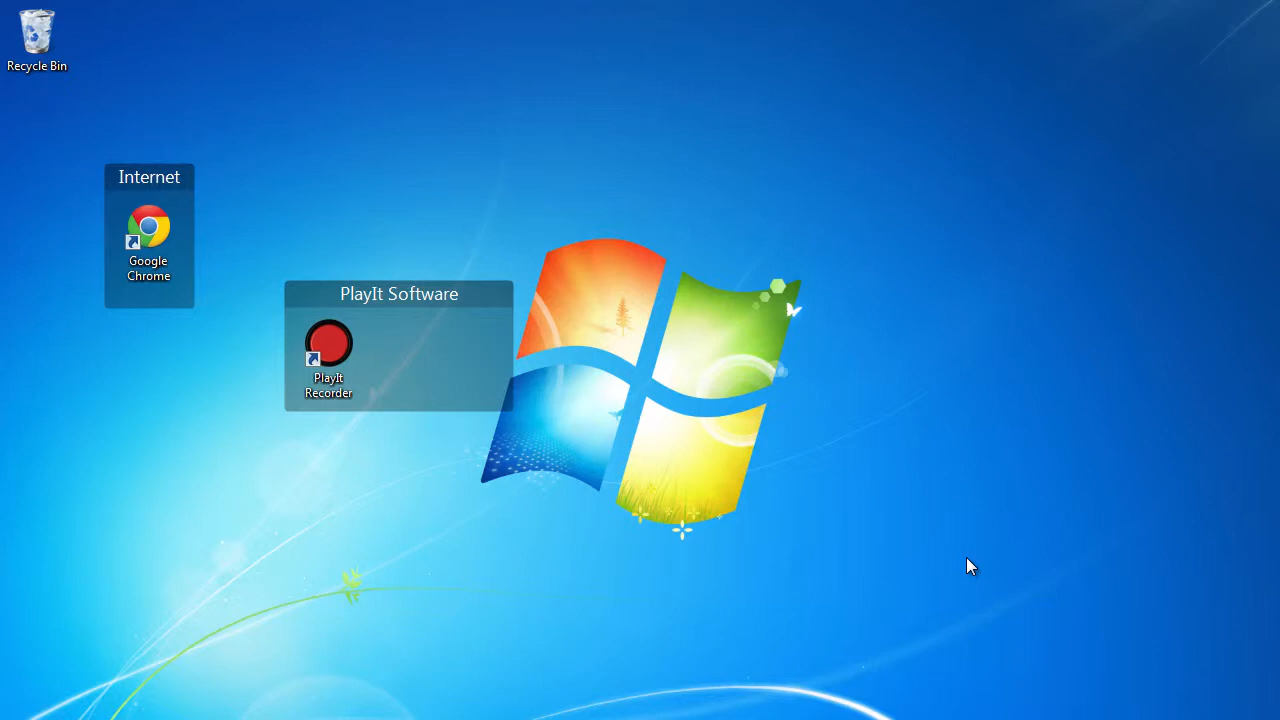 Recycle Bin
Internet
Google
Chrome
PlayIt Software
PlayIt
Recorder